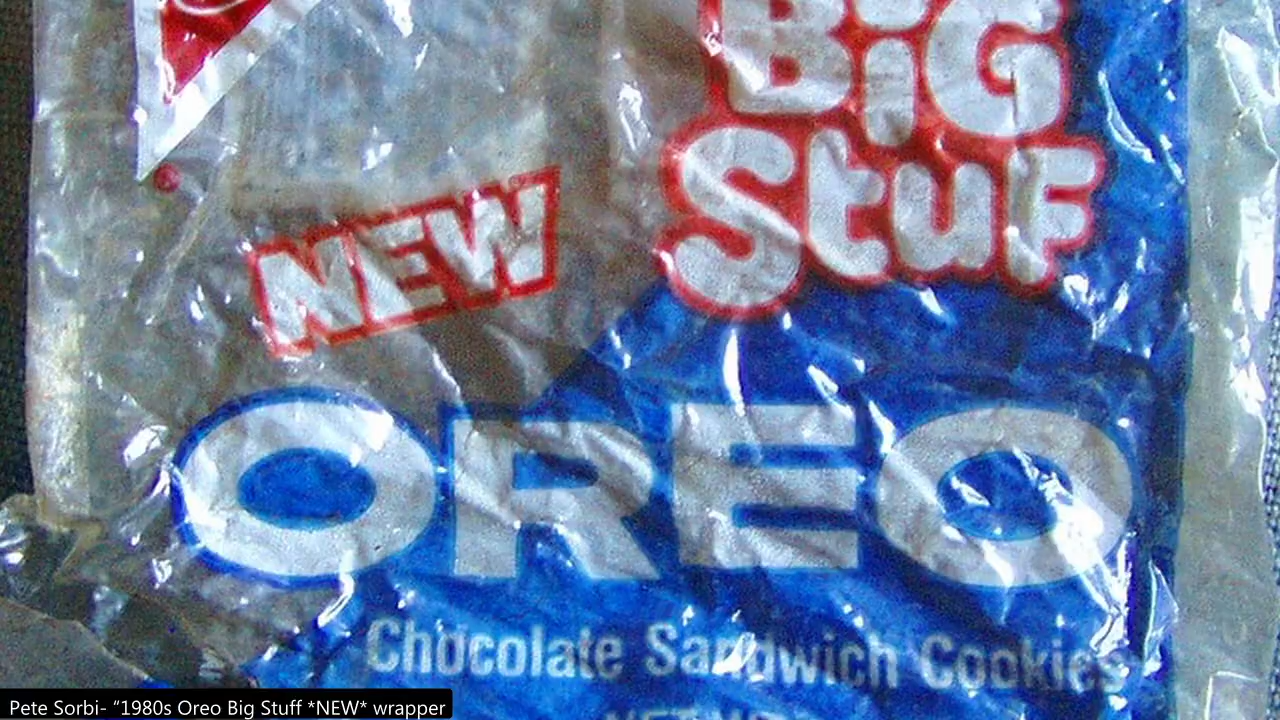 BiG
Stuf
NEW
OREO
Chocolate Sandwich Cookies
Pete Sorbi- “1980s Oreo Big Stuff *NEW* wrapper